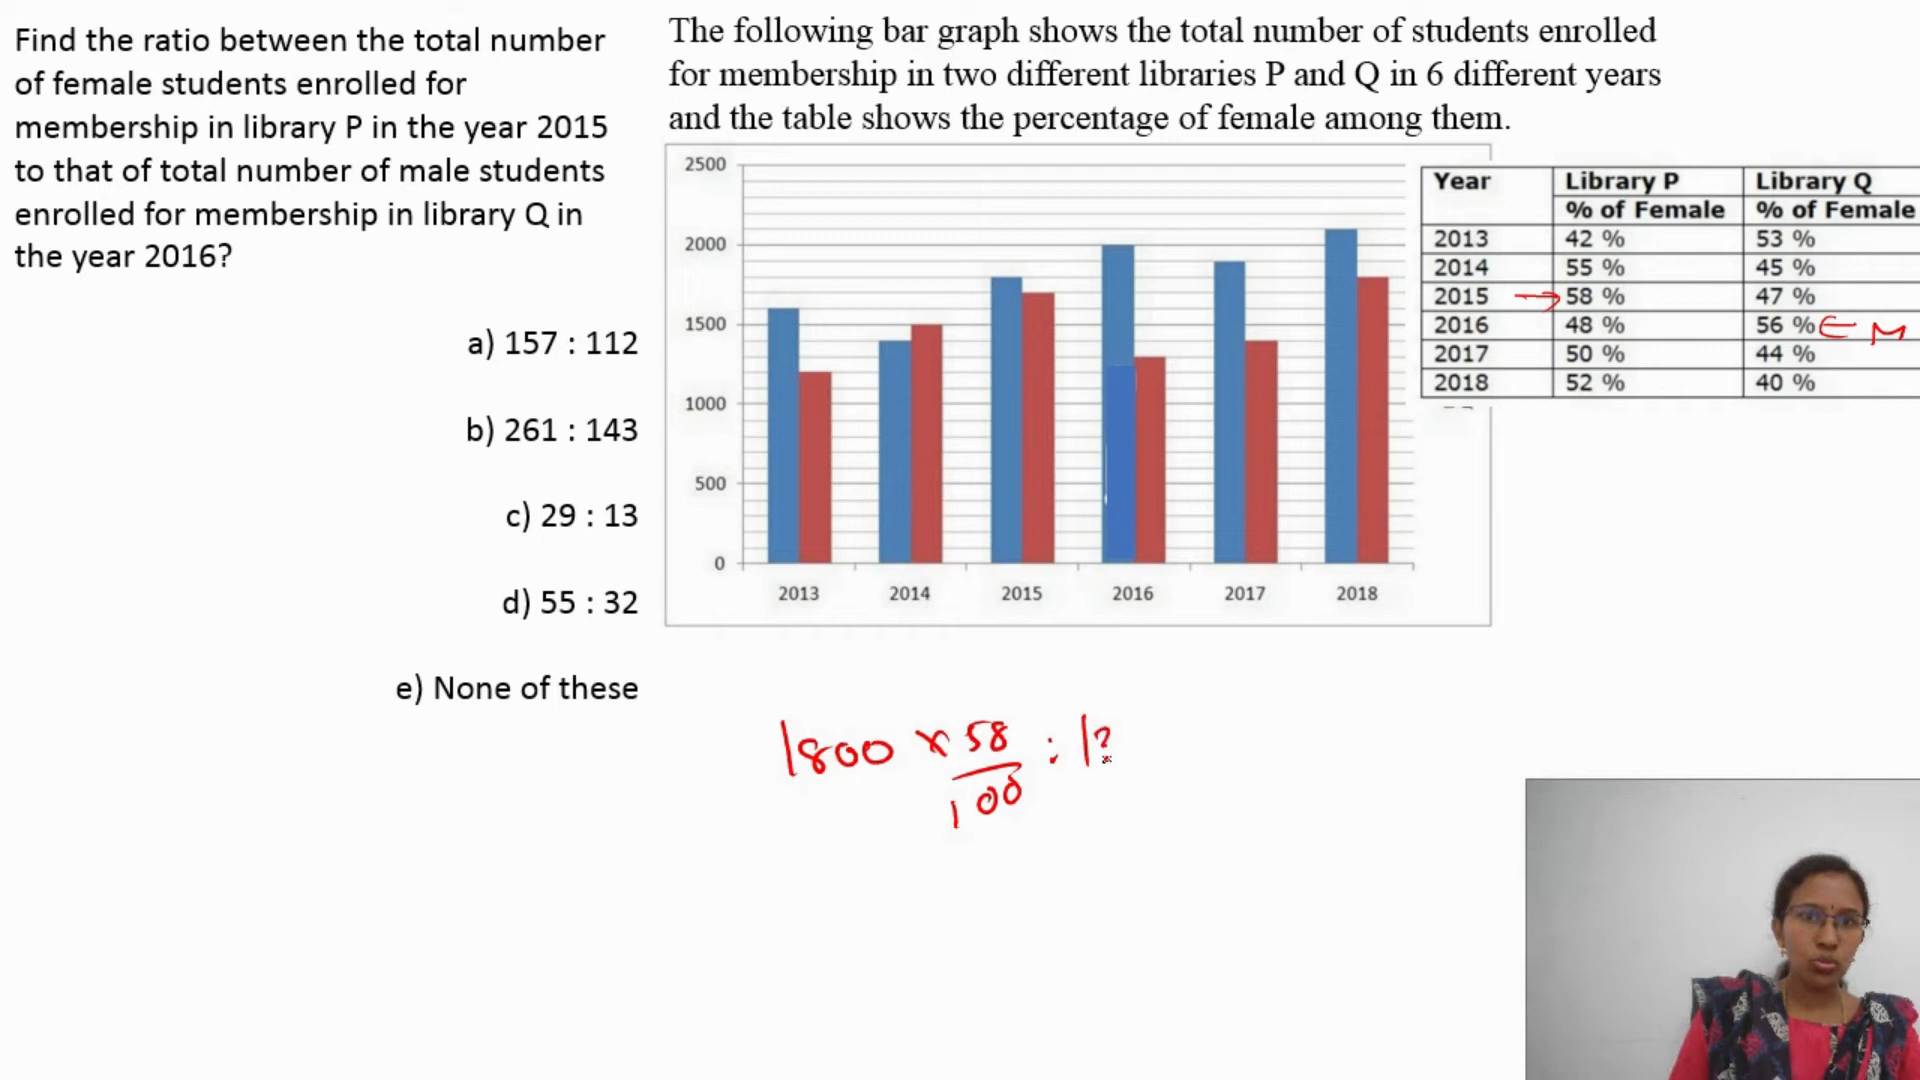 Find the ratio between the total number
of female students enrolled for
membership in library P in the year 2015
to that of total number of male students
enrolled for membership in library Q in
the year 2016?
a) 157 : 112
b) 261 : 143
c) 29 : 13
d) 55 : 32
e) None of these
The following bar graph shows the total number of students enrolled
for membership in two different libraries P and Q in 6 different years
and the table shows the percentage of female among them.
2500
2000
1500
1000
500
0
2013 2014 2015 2016 2017 2018
Year Library P Library Q
% of Female % of Female
2013 42 % 53 %
2014 55 % 45 %
2015 → 58 % 47 %
2016 48 % 56 % M
2017 50 % 44 %
2018 52 % 40 %
1800 x 58 : 1
100